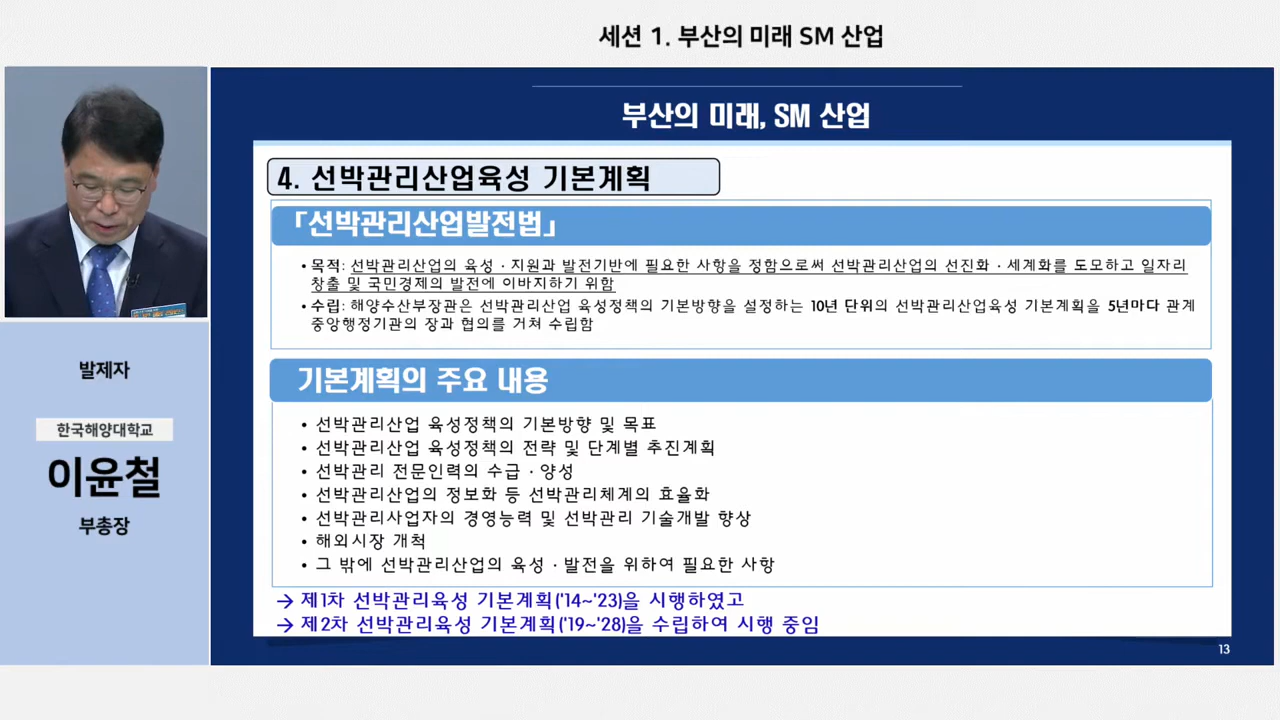 세션 1. 부산의 미래 SM 산업
부산의 미래, SM 산업
4. 선박관리산업육성 기본계획
「선박관리산업발전법」
• 목적: 선박관리산업의 육성 · 지원과 발전기반에 필요한 사항을 정함으로써 선박관리산업의 선진화 · 세계화를 도모하고 일자리
창출 및 국민경제의 발전에 이바지하기 위함
• 수립: 해양수산부장관은 선박관리산업 육성정책의 기본방향을 설정하는 10년 단위의 선박관리산업육성 기본계획을 5년마다 관계
중앙행정기관의 장과 협의를 거쳐 수립함
기본계획의 주요 내용
• 선박관리산업 육성정책의 기본방향 및 목표
• 선박관리산업 육성정책의 전략 및 단계별 추진계획
• 선박관리 전문인력의 수급 · 양성
• 선박관리산업의 정보화 등 선박관리체계의 효율화
• 선박관리사업자의 경영능력 및 선박관리 기술개발 향상
• 해외시장 개척
• 그 밖에 선박관리산업의 육성 · 발전을 위하여 필요한 사항
→ 제1차 선박관리육성 기본계획('14~'23)을 시행하였고
→ 제2차 선박관리육성 기본계획('19~'28)을 수립하여 시행 중임
13
발제자
한국해양대학교
이윤철
부총장